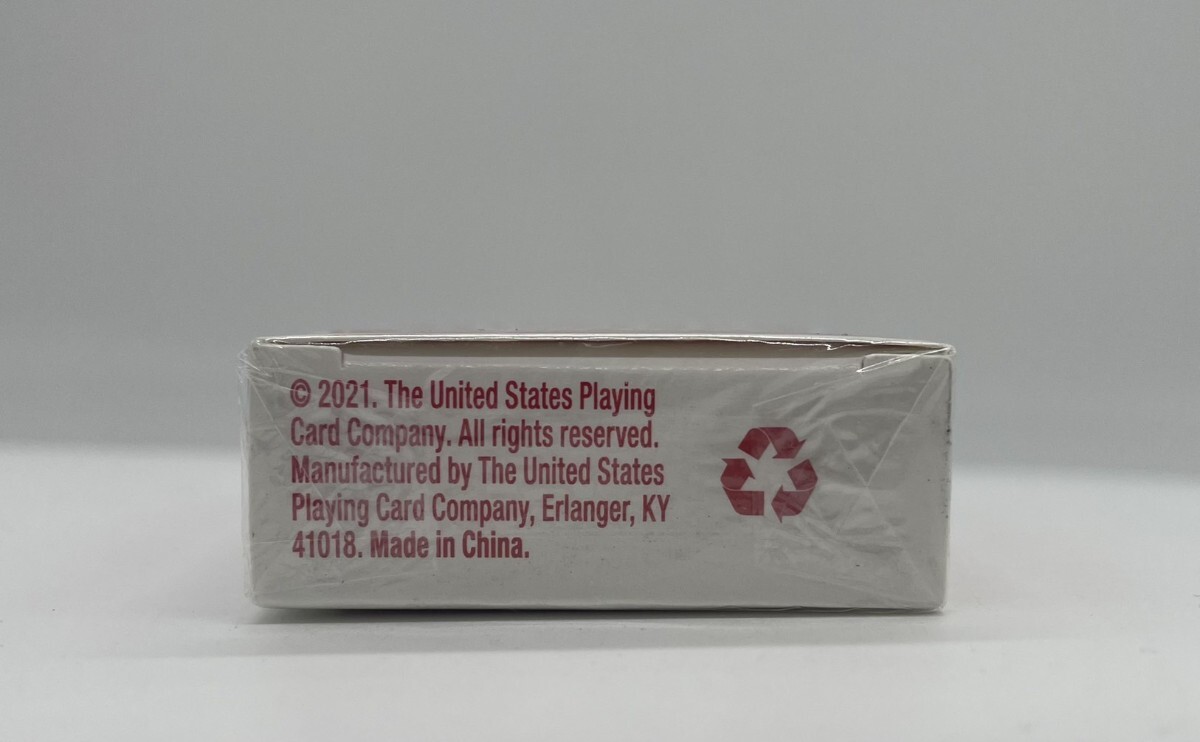 © 2021. The United States Playing
Card Company. All rights reserved.
Manufactured by The United States
Playing Card Company, Erlanger, KY
41018. Made in China.